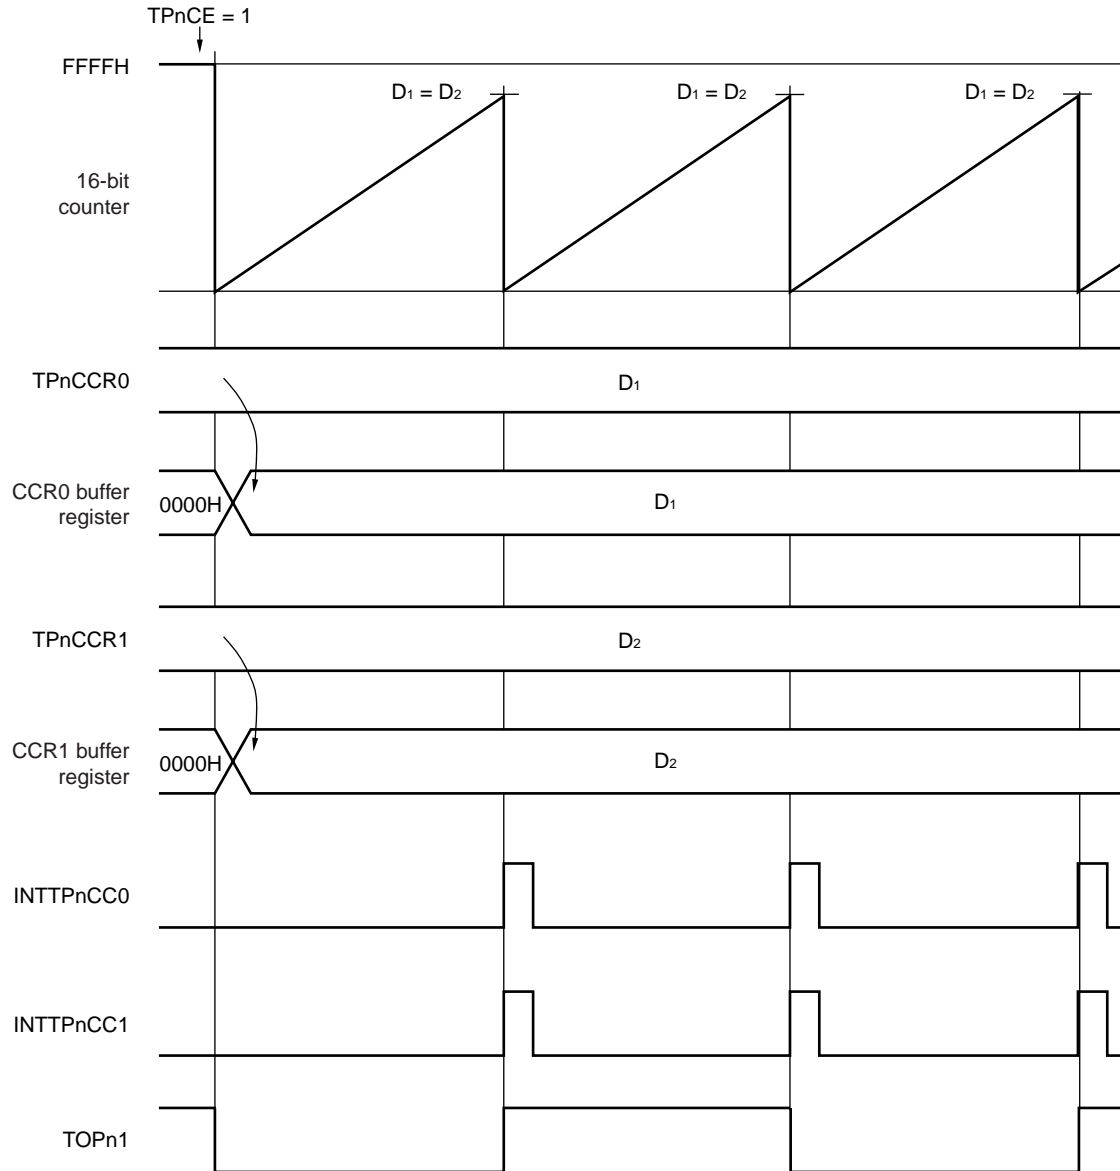 TPnCE = 1
FFFFH
D1 = D2 D1 = D2 D1 = D2
16-bit
counter
TPnCCR0
D1
CCR0 buffer
register
0000H
D1
TPnCCR1
D2
CCR1 buffer
register
0000H
D2
INTTPnCC0
INTTPnCC1
TOPn1